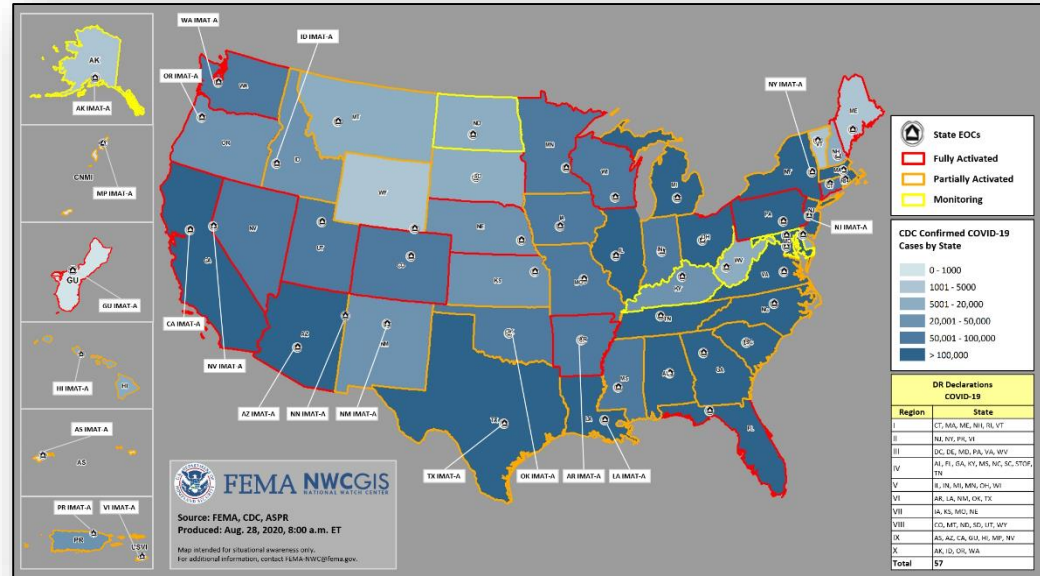 WA IMAT-A
ID IMAT-A
OR IMAT-A
NY IMAT-A
AK
AK IMAT-A
CNMI
MP IMAT-A
GU
GU IMAT-A
HI
HI IMAT-A
AS IMAT-A
AS
PR IMAT-A
VI IMAT-A
PR
USVI
WA
OR
ID
MT
ND
WY
NE
MN
WI
MI
NY
ME
VT
NH
PA
NV
UT
CO
CA
KS
MO
IL
IN
WV
KY
VA
NC
TN
AZ
NM
OK
TX
LA
MS
GA
FL
NJ IMAT-A
CA IMAT-A
NV IMAT-A
AZ IMAT-A
NN IMAT-A
NM IMAT-A
TX IMAT-A
OK IMAT-A
AR IMAT-A
LA IMAT-A
FEMA NWCGIS
NATIONAL WATCH CENTER
Source: FEMA, CDC, ASPR
Produced: Aug. 28, 2020, 8:00 a.m. ET
Map intended for situational awareness only.
For additional information, contact FEMA-NWC@fema.gov.
State EOCs
Fully Activated
Partially Activated
Monitoring
CDC Confirmed COVID-19
Cases by State
0 - 1000
1001 - 5000
5001 - 20,000
20,001 - 50,000
50,001 - 100,000
> 100,000
DR Declarations
COVID-19
Region State
I CT, MA, ME, NH, RI, VT
II NJ, NY, PR, VI
III DC, DE, MD, PA, VA, WV
IV AL, FL, GA, KY, MS, NC, SC, STOF,
TN
V IL, IN, MI, MN, OH, WI
VI AR, LA, NM, OK, TX
VII IA, KS, MO, NE
VIII CO, MT, ND, SD, UT, WY
IX AS, AZ, CA, GU, HI, MP, NV
X AK, ID, OR, WA
Total 57